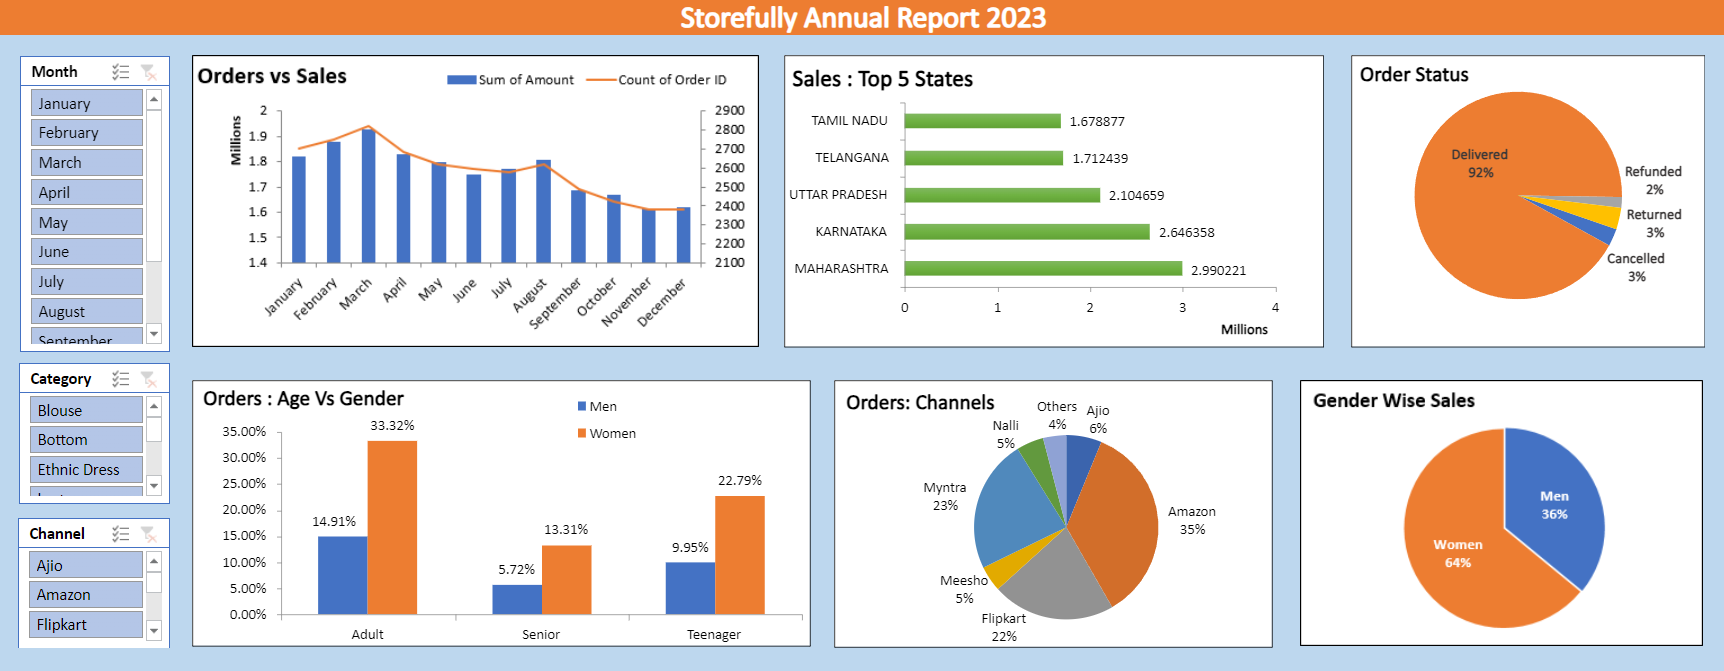 Storefully Annual Report 2023
Month
January
February
March
April
May
June
July
August
September
Category
Blouse
Bottom
Ethnic Dress
Channel
Ajio
Amazon
Flipkart
Orders vs Sales
Sum of Amount
Count of Order ID
Millions
2
1.9
1.8
1.7
1.6
1.5
1.4
2900
2800
2700
2600
2500
2400
2300
2200
2100
January
February
March
April
May
June
July
August
September
October
November
December
Sales : Top 5 States
TAMIL NADU
1.678877
TELANGANA
1.712439
UTTAR PRADESH
2.104659
KARNATAKA
2.646358
MAHARASHTRA
2.990221
0 1 2 3 4
Millions
Order Status
Delivered
92%
Refunded
2%
Returned
3%
Cancelled
3%
Orders : Age Vs Gender
Men
Women
35.00%
30.00%
25.00%
20.00%
15.00%
10.00%
5.00%
0.00%
14.91%
33.32%
5.72%
13.31%
9.95%
22.79%
Adult
Senior
Teenager
Orders: Channels
Others
4%
Ajio
6%
Nalli
5%
Myntra
23%
Amazon
35%
Meesho
5%
Flipkart
22%
Gender Wise Sales
Men
36%
Women
64%